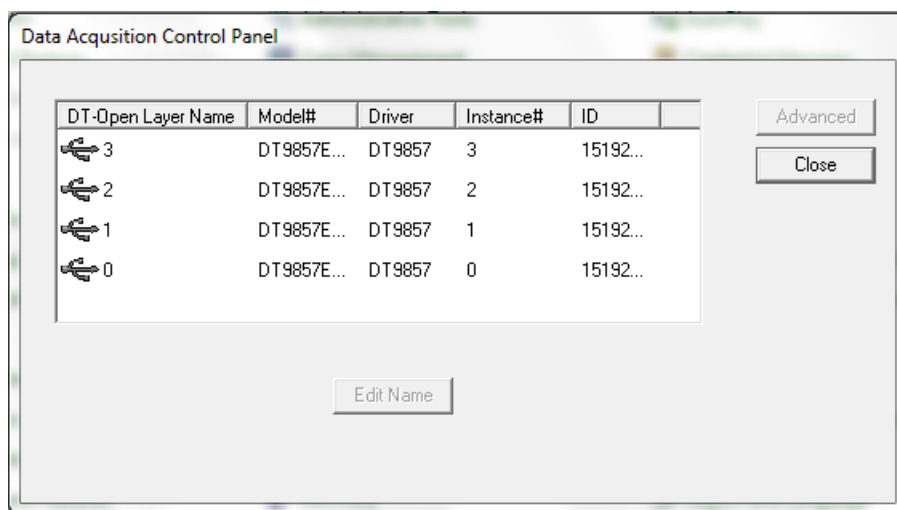 Data Acqusition Control Panel
DT-Open Layer Name Model# Driver Instance# ID
3 DT9857E... DT9857 3 15192...
2 DT9857E... DT9857 2 15192...
1 DT9857E... DT9857 1 15192...
0 DT9857E... DT9857 0 15192...
Advanced
Close
Edit Name